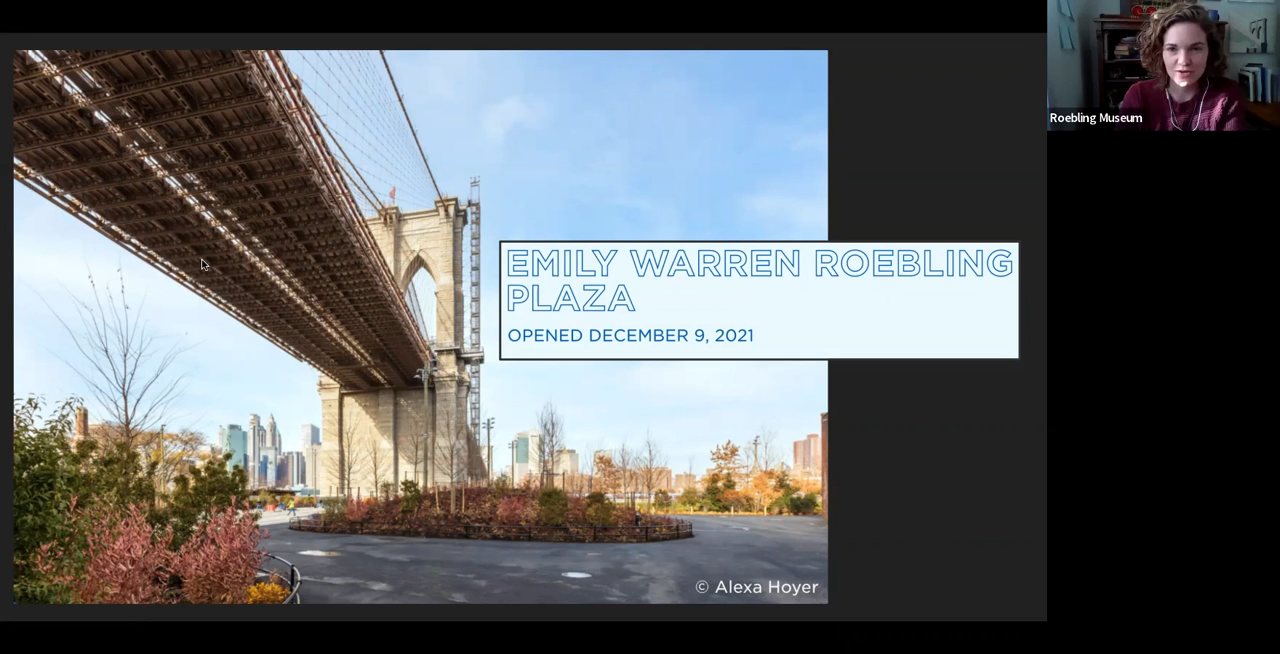 Roebling Museum
EMILY WARREN ROEBLING
PLAZA
OPENED DECEMBER 9, 2021
© Alexa Hoyer